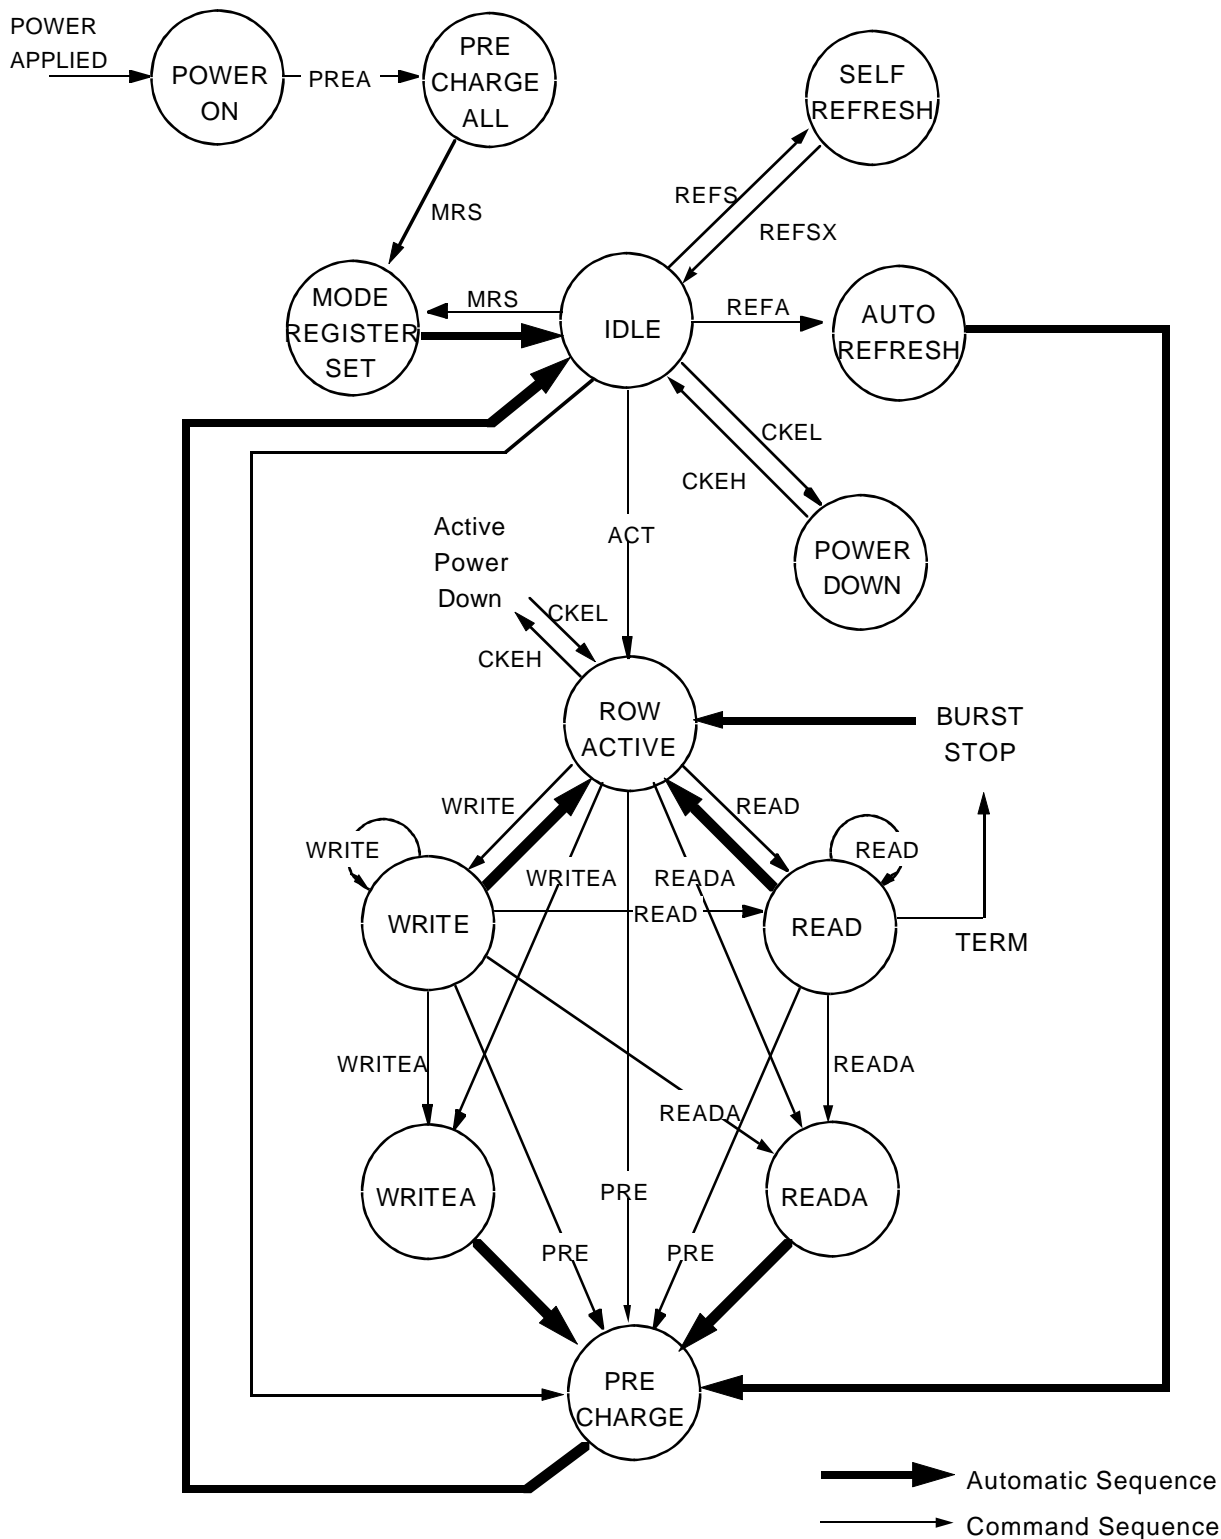 POWER
APPLIED
POWER
ON
PREA
PRE
CHARGE
ALL
SELF
REFRESH
MRS
REFS
REFSX
MODE
REGISTER
SET
MRS
IDLE
REFA
AUTO
REFRESH
CKEL
CKEH
Active
Power
Down
ACT
POWER
DOWN
CKEL
CKEH
ROW
ACTIVE
BURST
STOP
WRITE
READ
WRITE
READ
WRITEA
READA
WRITE
READ
READ
TERM
WRITEA
READA
READA
WRITEA
PRE
READA
PRE
PRE
PRE
CHARGE
Automatic Sequence
Command Sequence